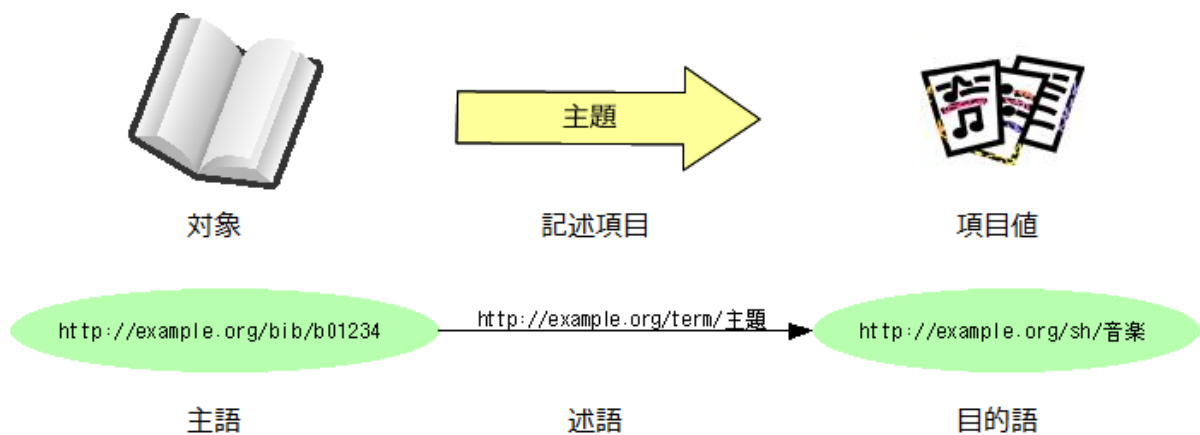 主題
対象 記述項目 項目値
http://example.org/bib/b01234 http://example.org/term/主題 http://example.org/sh/音楽
主語 述語 目的語